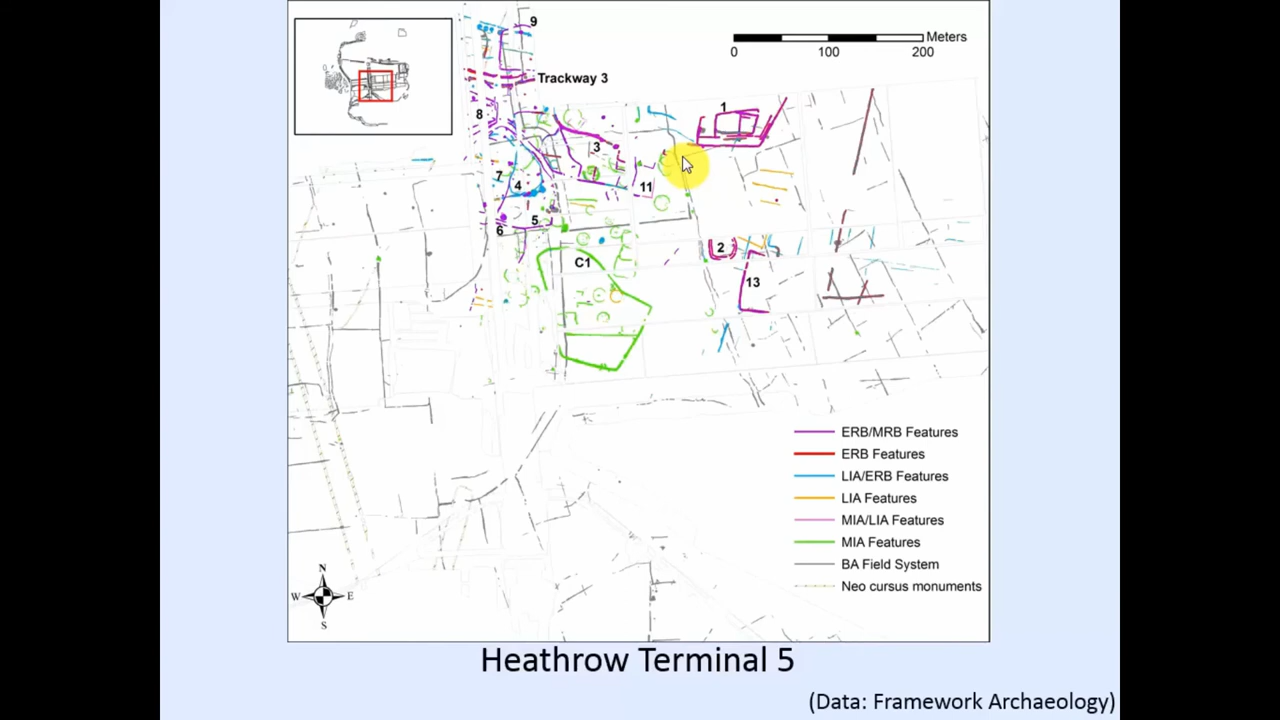 9
0 100 200 Meters
Trackway 3
8
1
3
7
4
11
5
6
2
C1
13
ERB/MRB Features
ERB Features
LIA/ERB Features
LIA Features
MIA/LIA Features
MIA Features
BA Field System
Neo cursus monuments
N
W E
S
Heathrow Terminal 5
(Data: Framework Archaeology)